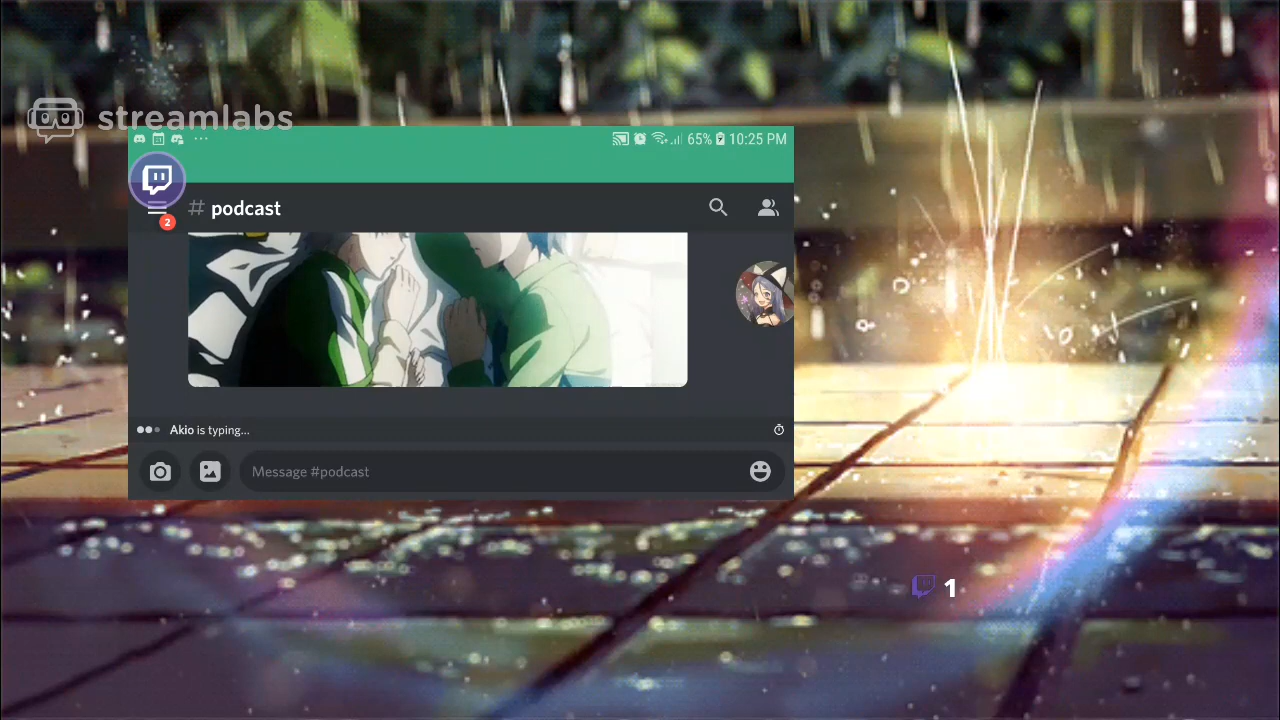 streamlabs
65% 10:25 PM
# podcast
2
Akio is typing...
Message #podcast
1